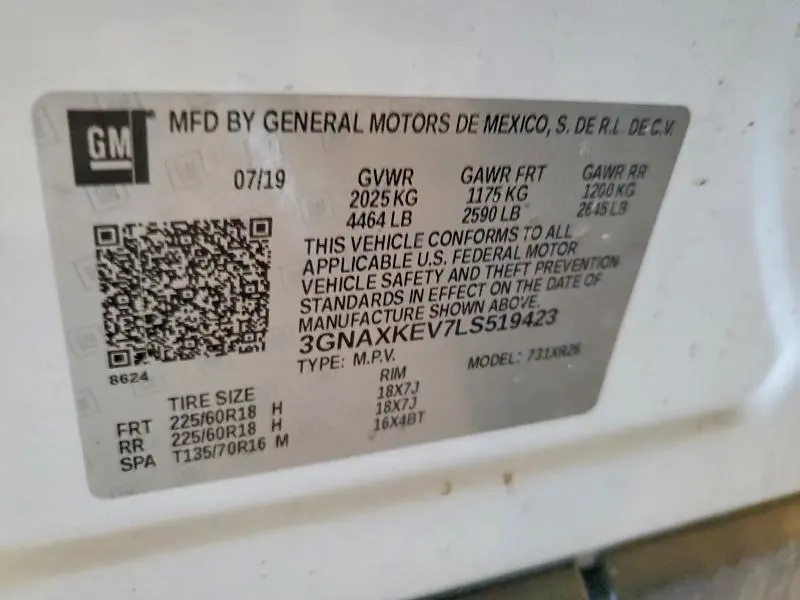 GM MFD BY GENERAL MOTORS DE MEXICO, S. DE R.L. DE C.V.
07/19 GVWR GAWR FRT GAWR RR
2025 KG 1175 KG 1200 KG
4464 LB 2590 LB 2645 LB
THIS VEHICLE CONFORMS TO ALL
APPLICABLE U.S. FEDERAL MOTOR
VEHICLE SAFETY AND THEFT PREVENTION
STANDARDS IN EFFECT ON THE DATE OF
MANUFACTURE SHOWN ABOVE.
3GNAXKEV7LS519423
TYPE: M.P.V. MODEL: 731XR26
8624
TIRE SIZE RIM
FRT 225/60R18 H 18X7J
RR 225/60R18 H 18X7J
SPA T135/70R16 M 16X4BT